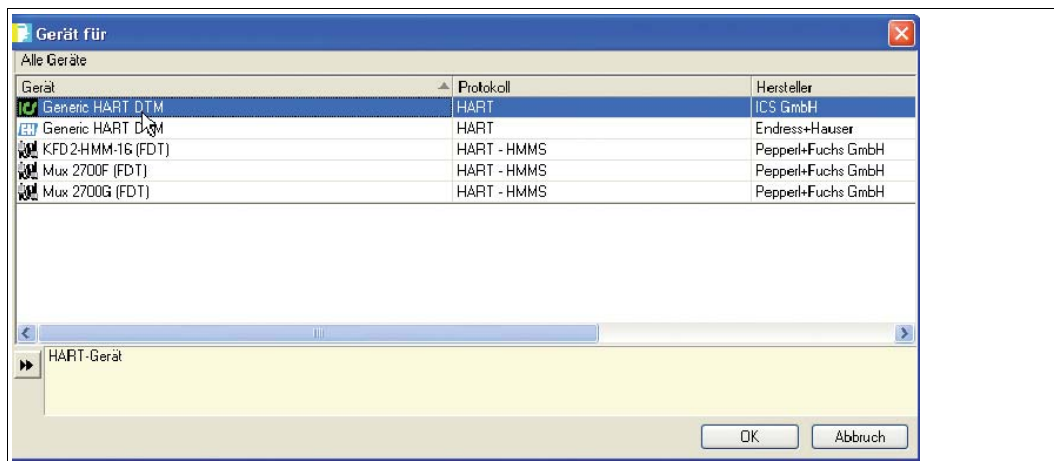 Gerät für
Alle Geräte
Gerät Protokoll Hersteller
Generic HART DTM HART ICS GmbH
Generic HART DTM HART Endress+Hauser
KFD2-HMM-16 (FDT) HART - HMMS Pepperl+Fuchs GmbH
Mux 2700F (FDT) HART - HMMS Pepperl+Fuchs GmbH
Mux 2700G (FDT) HART - HMMS Pepperl+Fuchs GmbH
HART-Gerät
OK Abbruch